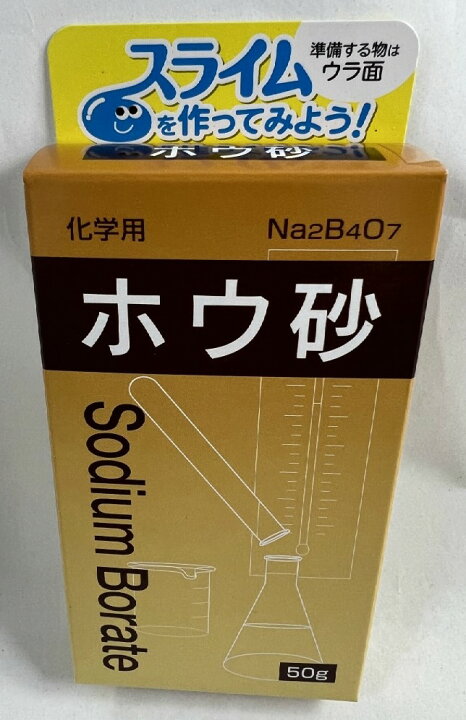 スライム
を作ってみよう!
準備する物は
ウラ面
ホウ砂
化学用
Na2B4O7
ホウ砂
Sodium Borate
50g